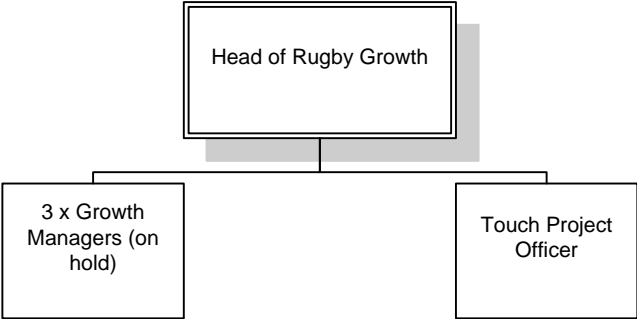 Head of Rugby Growth
3 x Growth
Managers (on
hold)
Touch Project
Officer